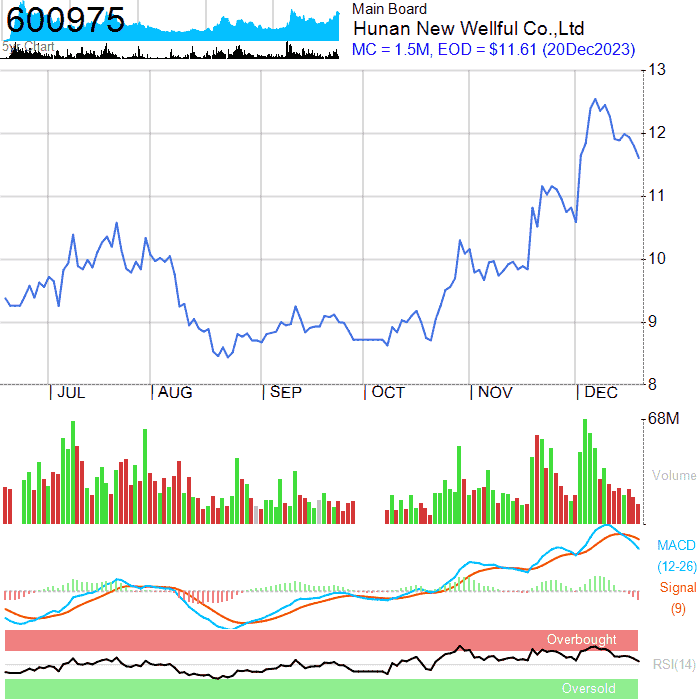 600975
5yr Chart
Main Board
Hunan New Wellful Co.,Ltd
MC = 1.5M, EOD = $11.61 (20Dec2023)
13
12
11
10
9
8
JUL AUG SEP OCT NOV DEC
68M
Volume
MACD
(12-26)
Signal
(9)
Overbought
RSI(14)
Oversold